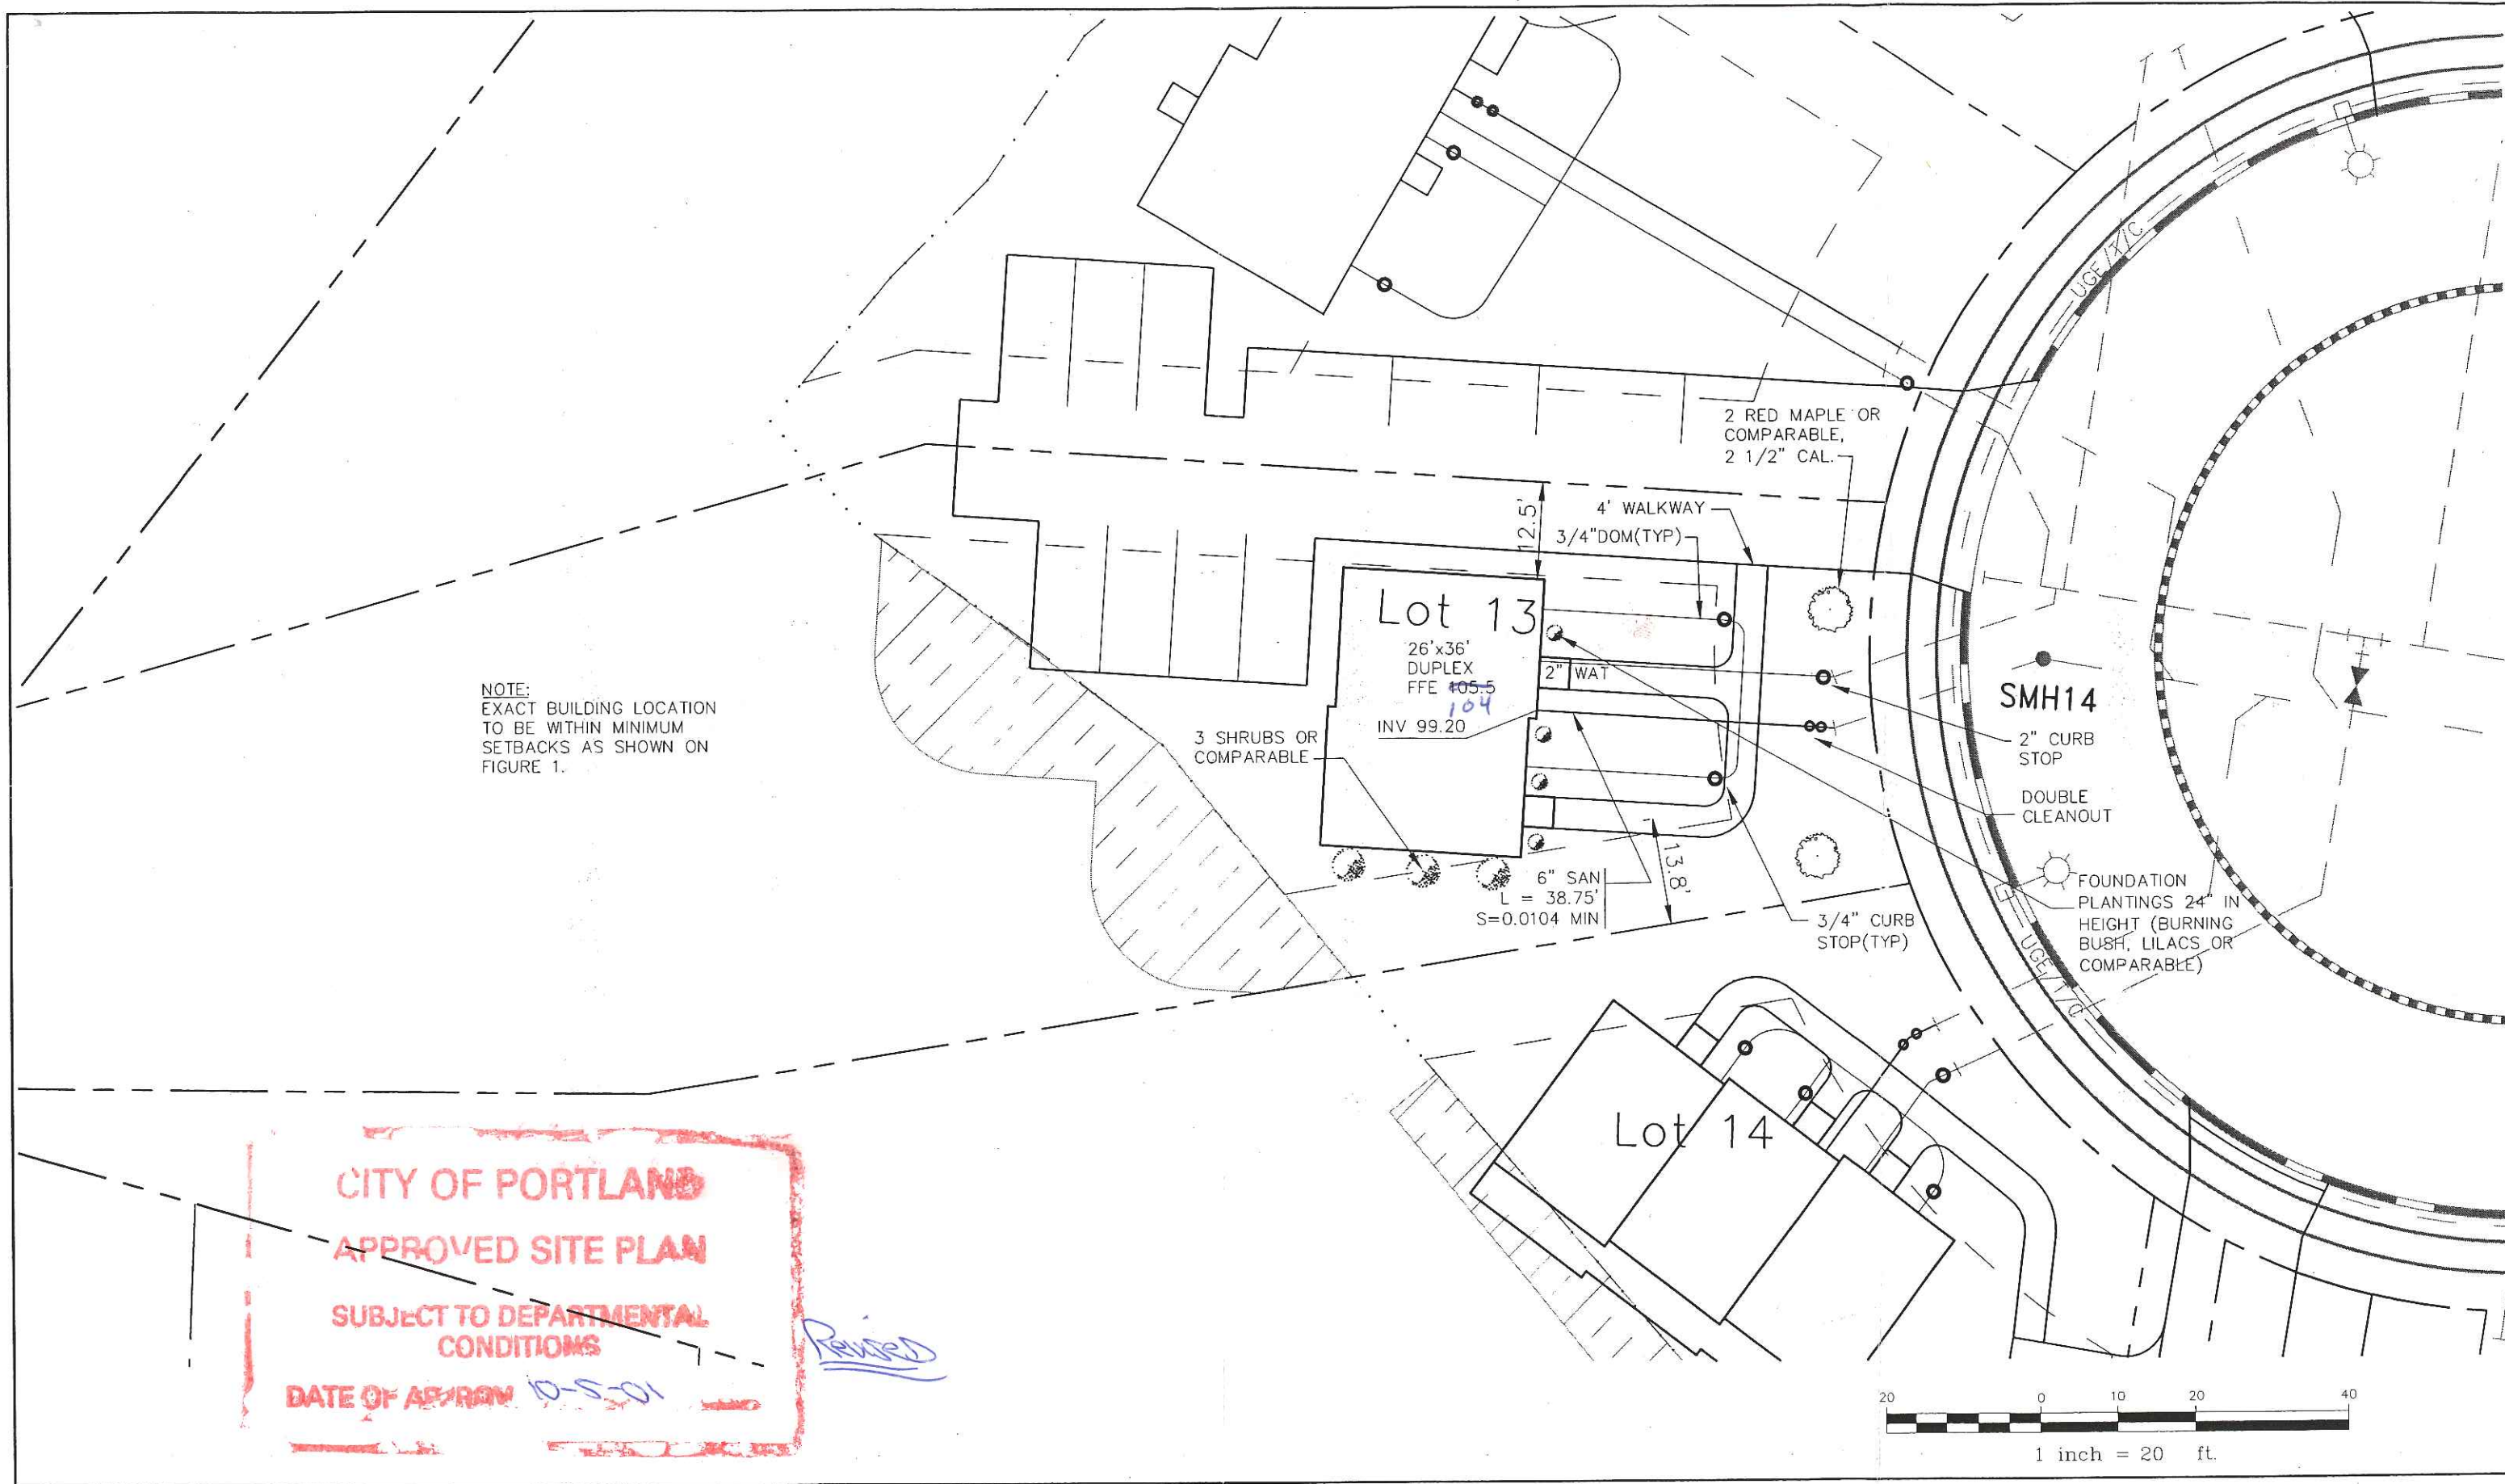 UGE/T/C
2 RED MAPLE OR
COMPARABLE,
2 1/2" CAL.
4' WALKWAY
3/4"DOM(TYP)
12.5'
Lot 13
26'x36'
DUPLEX
FFE 105.5
104
INV 99.20
2" WAT
SMH14
NOTE:
EXACT BUILDING LOCATION
TO BE WITHIN MINIMUM
SETBACKS AS SHOWN ON
FIGURE 1.
3 SHRUBS OR
COMPARABLE
2" CURB
STOP
DOUBLE
CLEANOUT
13.8'
6" SAN
L = 38.75'
S=0.0104 MIN
3/4" CURB
STOP(TYP)
FOUNDATION
PLANTINGS 24" IN
HEIGHT (BURNING
BUSH, LILACS OR
COMPARABLE)
UGE/T/C
Lot 14
CITY OF PORTLAND
APPROVED SITE PLAN
SUBJECT TO DEPARTMENTAL
CONDITIONS
DATE OF 10-5-01
Revised
20 0 10 20 40
1 inch = 20 ft.